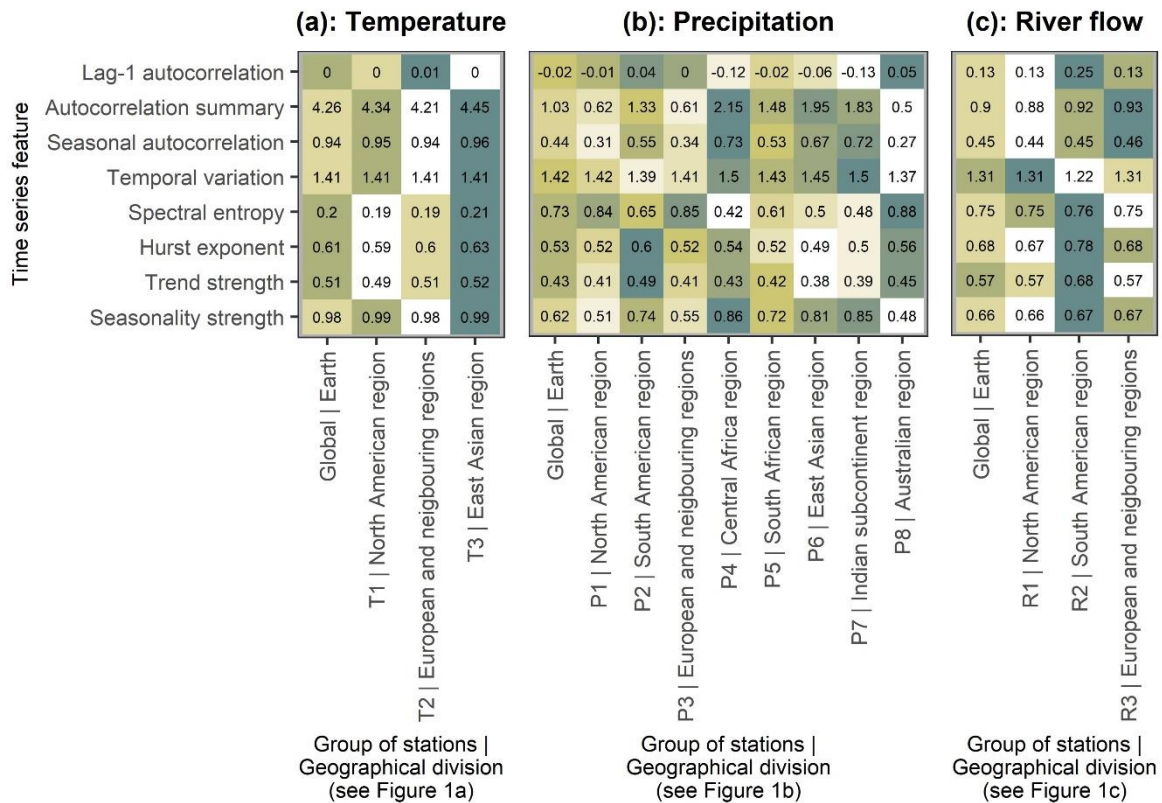 (a): Temperature (b): Precipitation (c): River flow
Time series feature
Lag-1 autocorrelation 0 0 0.01 0 -0.02 -0.01 0.04 0 -0.12 -0.02 -0.06 -0.13 0.05 0.13 0.13 0.25 0.13
Autocorrelation summary 4.26 4.34 4.21 4.45 1.03 0.62 1.33 0.61 2.15 1.48 1.95 1.83 0.5 0.9 0.88 0.92 0.93
Seasonal autocorrelation 0.94 0.95 0.94 0.96 0.44 0.31 0.55 0.34 0.73 0.53 0.67 0.72 0.27 0.45 0.44 0.45 0.46
Temporal variation 1.41 1.41 1.41 1.41 1.42 1.42 1.39 1.41 1.5 1.43 1.45 1.5 1.37 1.31 1.31 1.22 1.31
Spectral entropy 0.2 0.19 0.19 0.21 0.73 0.84 0.65 0.85 0.42 0.61 0.5 0.48 0.88 0.75 0.75 0.76 0.75
Hurst exponent 0.61 0.59 0.6 0.63 0.53 0.52 0.6 0.52 0.54 0.52 0.49 0.5 0.56 0.68 0.67 0.78 0.68
Trend strength 0.51 0.49 0.51 0.52 0.43 0.41 0.49 0.41 0.43 0.42 0.38 0.39 0.45 0.57 0.57 0.68 0.57
Seasonality strength 0.98 0.99 0.98 0.99 0.62 0.51 0.74 0.55 0.86 0.72 0.81 0.85 0.48 0.66 0.66 0.67 0.67
Global | Earth
T1 | North American region
T2 | European and neigbouring regions
T3 | East Asian region
Global | Earth
P1 | North American region
P2 | South American region
P3 | European and neighbouring regions
P4 | Central Africa region
P5 | South African region
P6 | East Asian region
P7 | Indian subcontinent region
P8 | Australian region
Global | Earth
R1 | North American region
R2 | South American region
R3 | European and neighbouring regions
Group of stations |
Geographical division
(see Figure 1a)
Group of stations |
Geographical division
(see Figure 1b)
Group of stations |
Geographical division
(see Figure 1c)